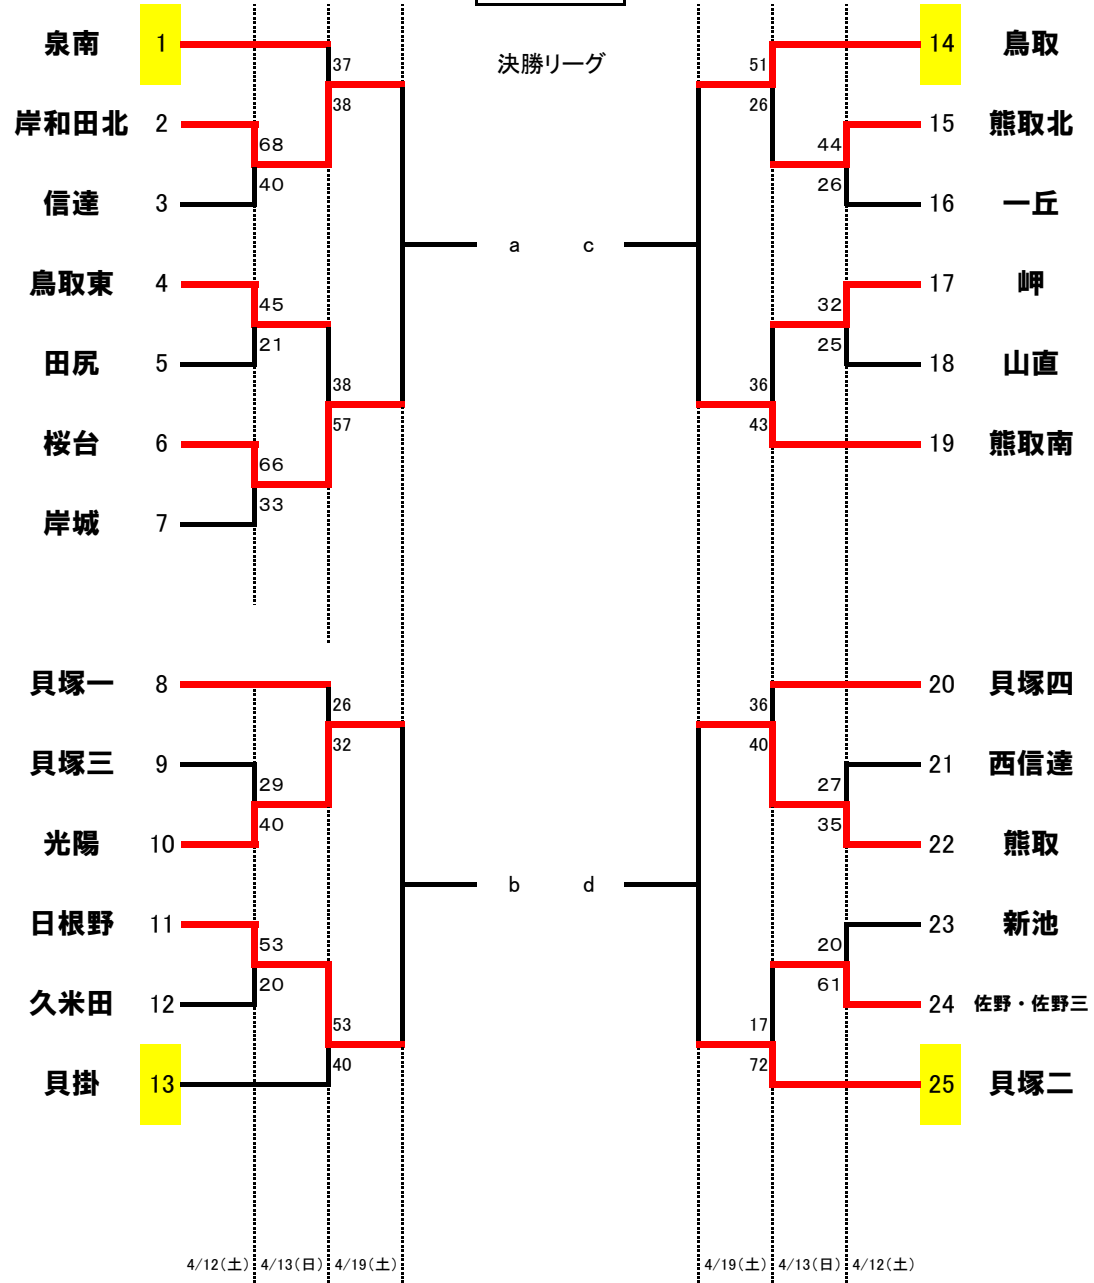 決勝リーグ
泉南 1
37
38
岸和田北 2
68
40
信達 3
鳥取東 4
45
21
田尻 5
38
57
桜台 6
66
33
岸城 7
a
貝塚一 8
26
32
貝塚三 9
29
40
光陽 10
日根野 11
53
20
久米田 12
53
40
貝掛 13
b
4/12(土) 4/13(日) 4/19(土)
14 鳥取
51
26
15 熊取北
44
26
16 一丘
c
17 岬
32
25
18 山直
36
43
19 熊取南
20 貝塚四
36
40
21 西信達
27
35
22 熊取
d
23 新池
20
61
24 佐野・佐野三
17
72
25 貝塚二
4/19(土) 4/13(日) 4/12(土)